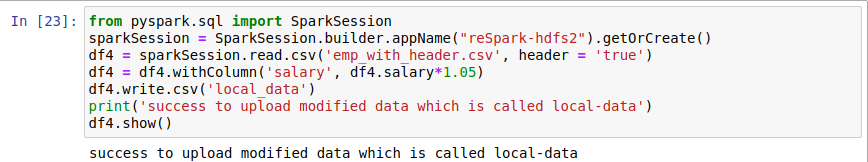 In [23]: from pyspark.sql import SparkSession
sparkSession = SparkSession.builder.appName("reSpark-hdfs2").getOrCreate()
df4 = sparkSession.read.csv('emp_with_header.csv', header = 'true')
df4 = df4.withColumn('salary', df4.salary*1.05)
df4.write.csv('local_data')
print('success to upload modified data which is called local-data')
df4.show()
success to upload modified data which is called local-data